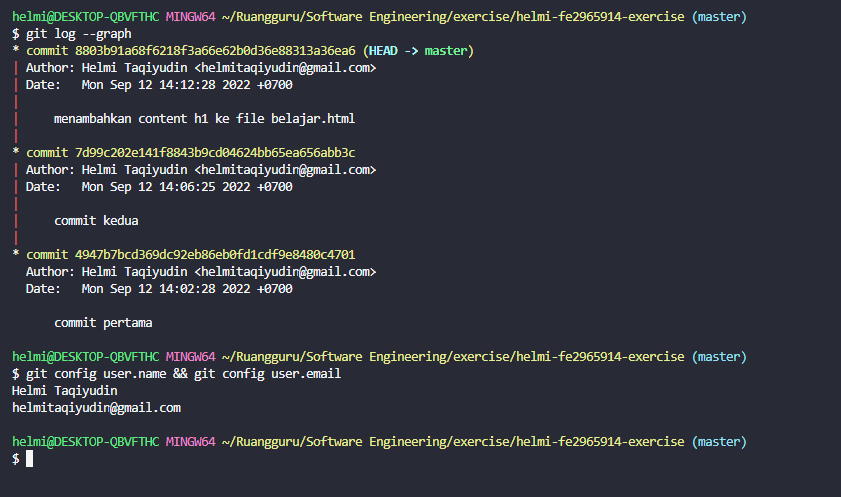 helmi@DESKTOP-QBVFTHC MINGW64 ~/Ruangguru/Software Engineering/exercise/helmi-fe2965914-exercise (master)
$ git log --graph
* commit 8803b91a68f6218f3a66e62b0d36e88313a36ea6 (HEAD -> master)
| Author: Helmi Taqiyudin <helmitaqiyudin@gmail.com>
| Date:   Mon Sep 12 14:12:28 2022 +0700
|
|     menambahkan content h1 ke file belajar.html
|
* commit 7d99c202e141f8843b9cd04624bb65ea656abb3c
| Author: Helmi Taqiyudin <helmitaqiyudin@gmail.com>
| Date:   Mon Sep 12 14:06:25 2022 +0700
|
|     commit kedua
|
* commit 4947b7bcd369dc92eb86eb0fd1cdf9e8480c4701
  Author: Helmi Taqiyudin <helmitaqiyudin@gmail.com>
  Date:   Mon Sep 12 14:02:28 2022 +0700

      commit pertama

helmi@DESKTOP-QBVFTHC MINGW64 ~/Ruangguru/Software Engineering/exercise/helmi-fe2965914-exercise (master)
$ git config user.name && git config user.email
Helmi Taqiyudin
helmitaqiyudin@gmail.com

helmi@DESKTOP-QBVFTHC MINGW64 ~/Ruangguru/Software Engineering/exercise/helmi-fe2965914-exercise (master)
$